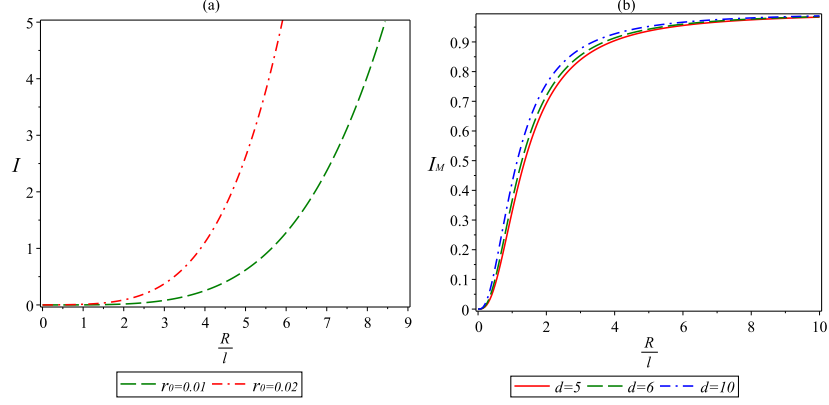 (a)
5
4
3
I
2
1
0
0 1 2 3 4 5 6 7 8 9
R
l
r0=0.01 r0=0.02
(b)
0.9
0.8
0.7
0.6
0.5
IM
0.4
0.3
0.2
0.1
0
0 2 4 6 8 10
R
l
d=5 d=6 d=10